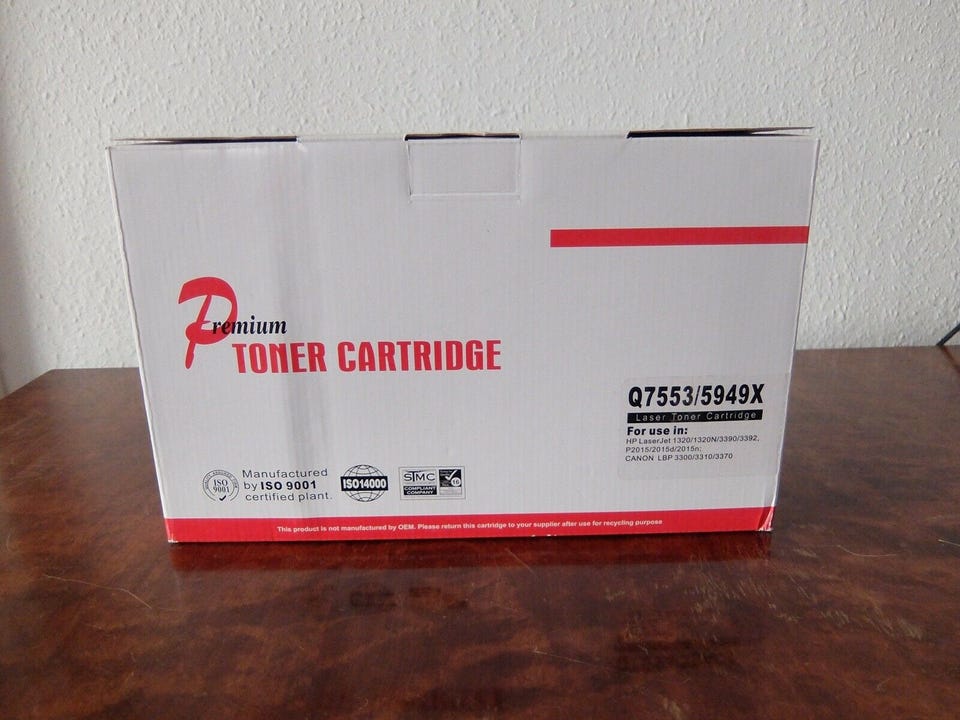 Premium
TONER CARTRIDGE
Q7553/5949X
Laser Toner Cartridge
For use in:
HP LaserJet 1320/1320N/3390/3392,
P2015/2015d/2015n;
CANON LBP 3300/3310/3370
ISO
9001
Manufactured
by ISO 9001
certified plant.
ISO14000
STMC
COMPLIANT
COMPANY
This product is not manufactured by OEM. Please return this cartridge to your supplier after use for recycling purpose